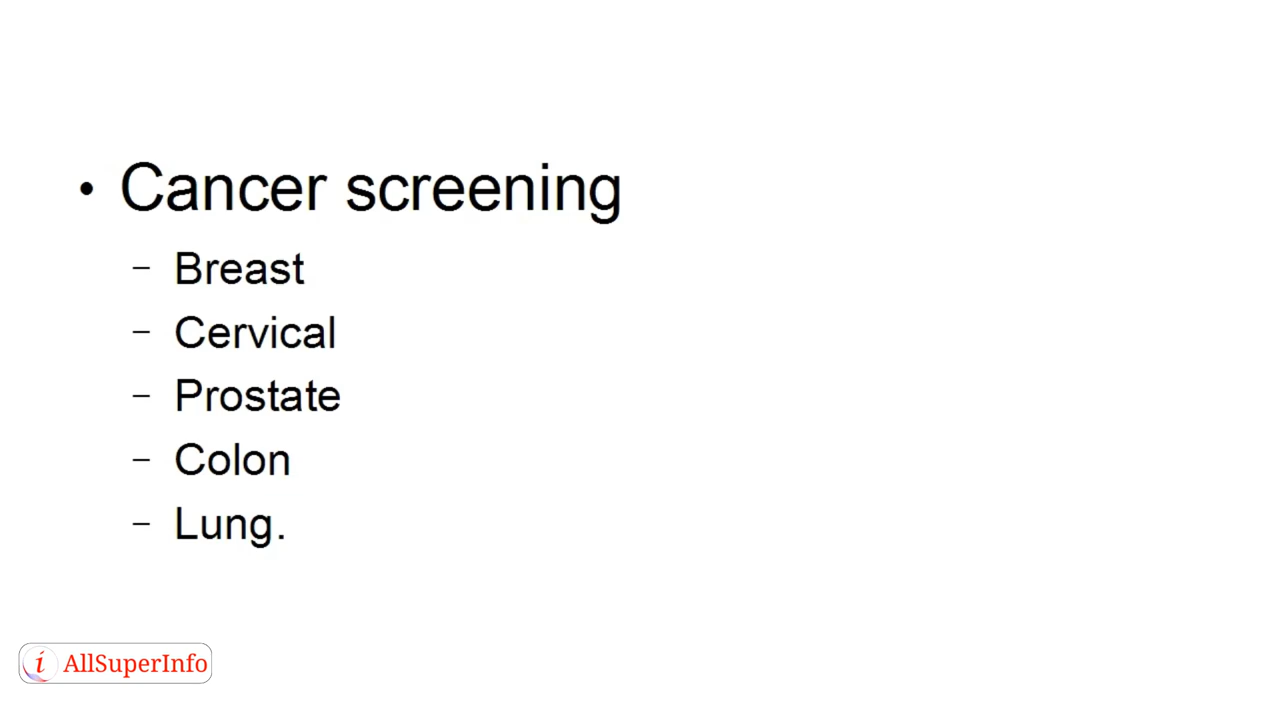 • Cancer screening
– Breast
– Cervical
– Prostate
– Colon
– Lung.
i AllSuperInfo